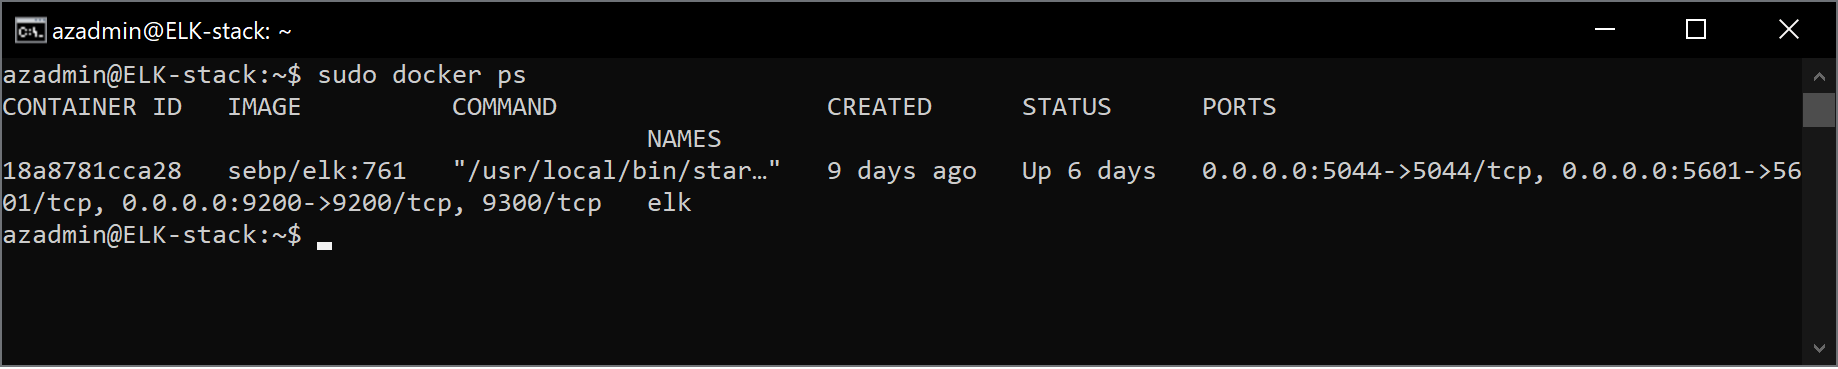 azadmin@ELK-stack: ~
azadmin@ELK-stack:~$ sudo docker ps
CONTAINER ID   IMAGE          COMMAND                  CREATED      STATUS      PORTS
                                           NAMES
18a8781cca28   sebp/elk:761   "/usr/local/bin/star…"   9 days ago   Up 6 days   0.0.0.0:5044->5044/tcp, 0.0.0.0:5601->56
01/tcp, 0.0.0.0:9200->9200/tcp, 9300/tcp   elk
azadmin@ELK-stack:~$